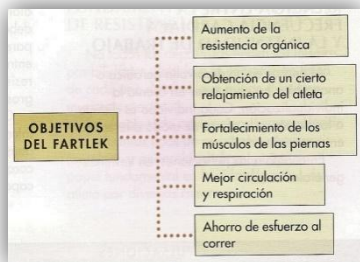 OBJETIVOS
DEL FARTLEK
Aumento de la
resistencia orgánica
Obtención de un cierto
relajamiento del atleta
Fortalecimiento de los
músculos de las piernas
Mejor circulación
y respiración
Ahorro de esfuerzo al
correr